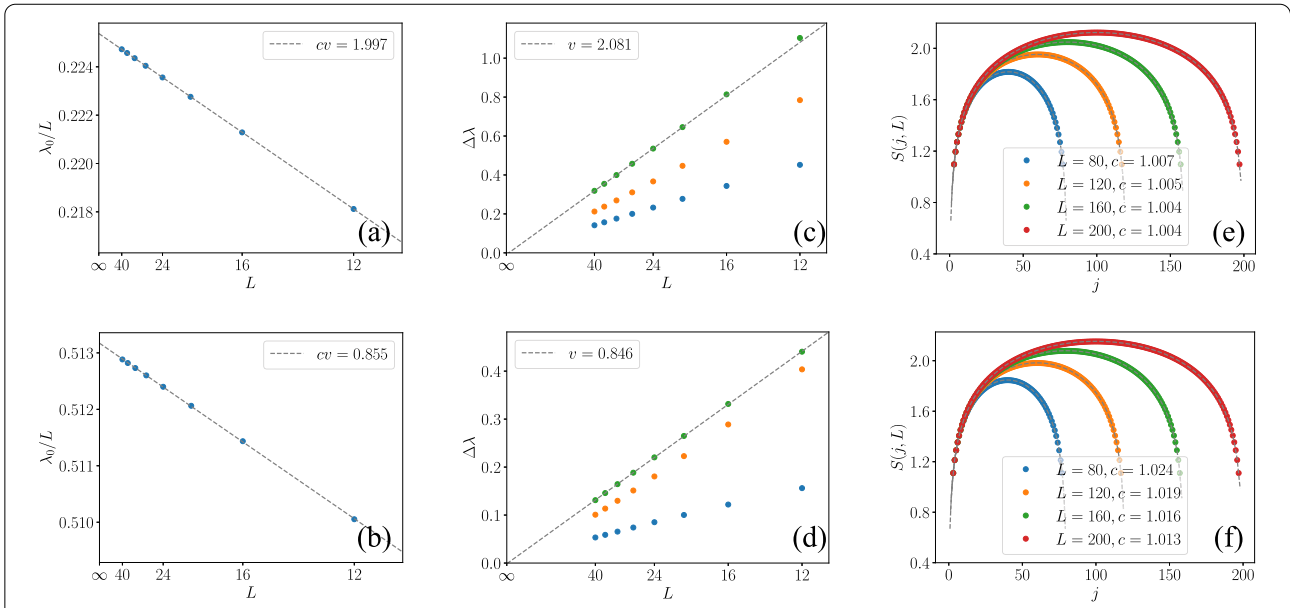 cv = 1.997
0.224
0.222
0.220
0.218
λ₀/L
∞ 40 24 16 12
L
(a)
v = 2.081
1.0
0.8
0.6
0.4
0.2
0.0
Δλ
∞ 40 24 16 12
L
(c)
2.0
1.6
1.2
0.8
0.4
S(j, L)
L = 80, c = 1.007
L = 120, c = 1.005
L = 160, c = 1.004
L = 200, c = 1.004
0 50 100 150 200
j
(e)
cv = 0.855
0.513
0.512
0.511
0.510
λ₀/L
∞ 40 24 16 12
L
(b)
v = 0.846
0.4
0.3
0.2
0.1
0.0
Δλ
∞ 40 24 16 12
L
(d)
2.0
1.6
1.2
0.8
0.4
S(j, L)
L = 80, c = 1.024
L = 120, c = 1.019
L = 160, c = 1.016
L = 200, c = 1.013
0 50 100 150 200
j
(f)